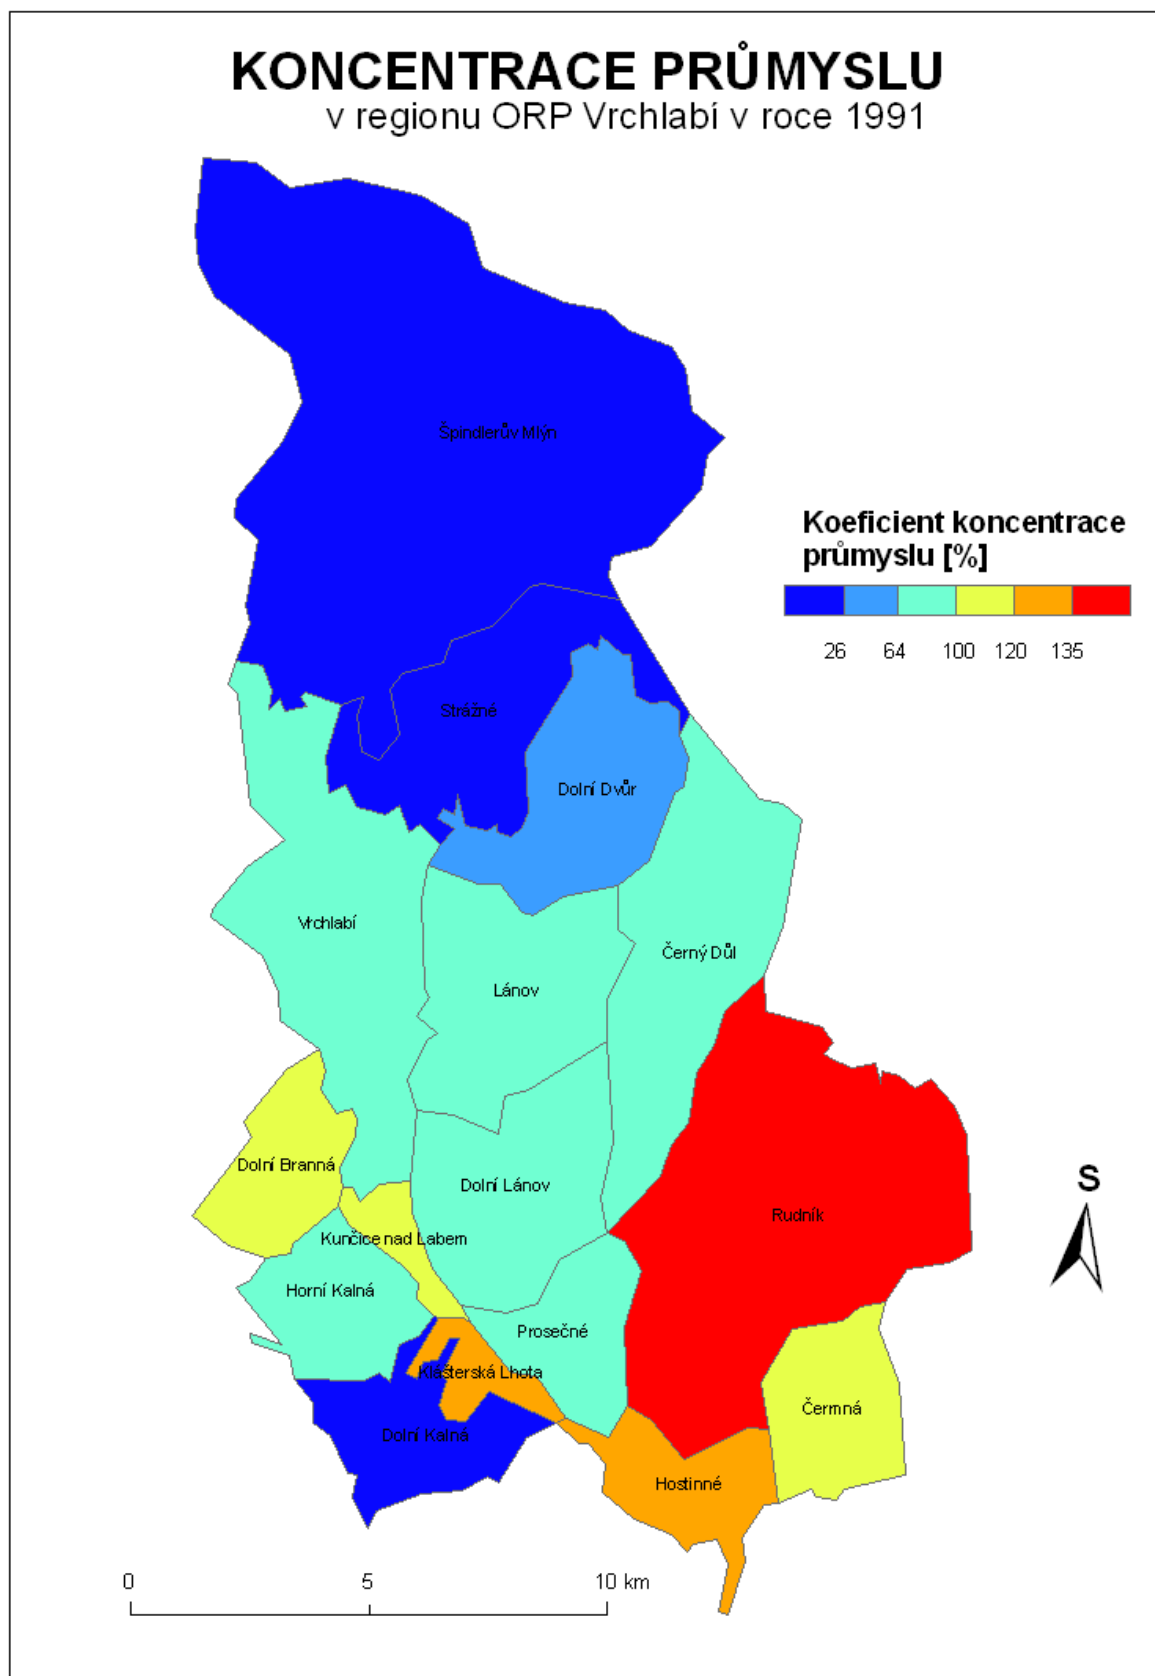 KONCENTRACE PRŮMYSLU
v regionu ORP Vrchlabí v roce 1991
Špindlerův Mlýn
Koeficient koncentrace
průmyslu [%]
26 64 100 120 135
Strážné
Dolní Dvůr
Vrchlabí
Černý Důl
Lánov
Dolní Branná
Dolní Lánov
S
Rudník
Kunčice nad Labem
Horní Kalná
Prosečné
Klášterská Lhota
Čermná
Dolní Kalná
Hostinné
0 5 10 km